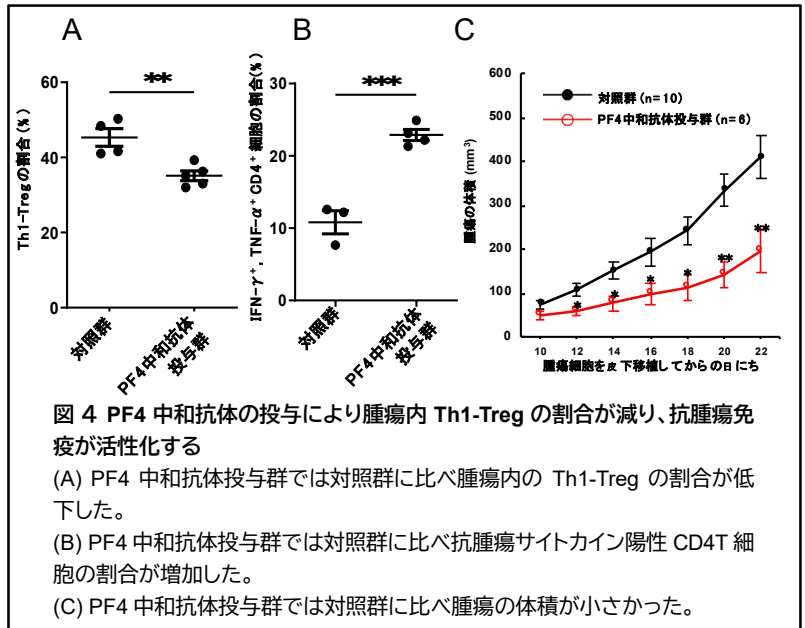 A
B
C
Th1-Tregの割合(%)
60
40
20
0
**
対照群
PF4中和抗体
投与群
IFN-γ⁺, TNF-α⁺ CD4⁺ 細胞の割合(%)
30
20
10
0
***
対照群
PF4中和抗体
投与群
腫瘍の体積 (mm³)
600
500
400
300
200
100
0
対照群 (n=10)
PF4中和抗体投与群 (n=6)
* * * * ** **
10 12 14 16 18 20 22
腫瘍細胞を皮下移植してからの日にち
図 4 PF4 中和抗体の投与により腫瘍内 Th1-Treg の割合が減り、抗腫瘍免
疫が活性化する
(A) PF4 中和抗体投与群では対照群に比べ腫瘍内の Th1-Treg の割合が低
下した。
(B) PF4 中和抗体投与群では対照群に比べ抗腫瘍サイトカイン陽性 CD4T 細
胞の割合が増加した。
(C) PF4 中和抗体投与群では対照群に比べ腫瘍の体積が小さかった。